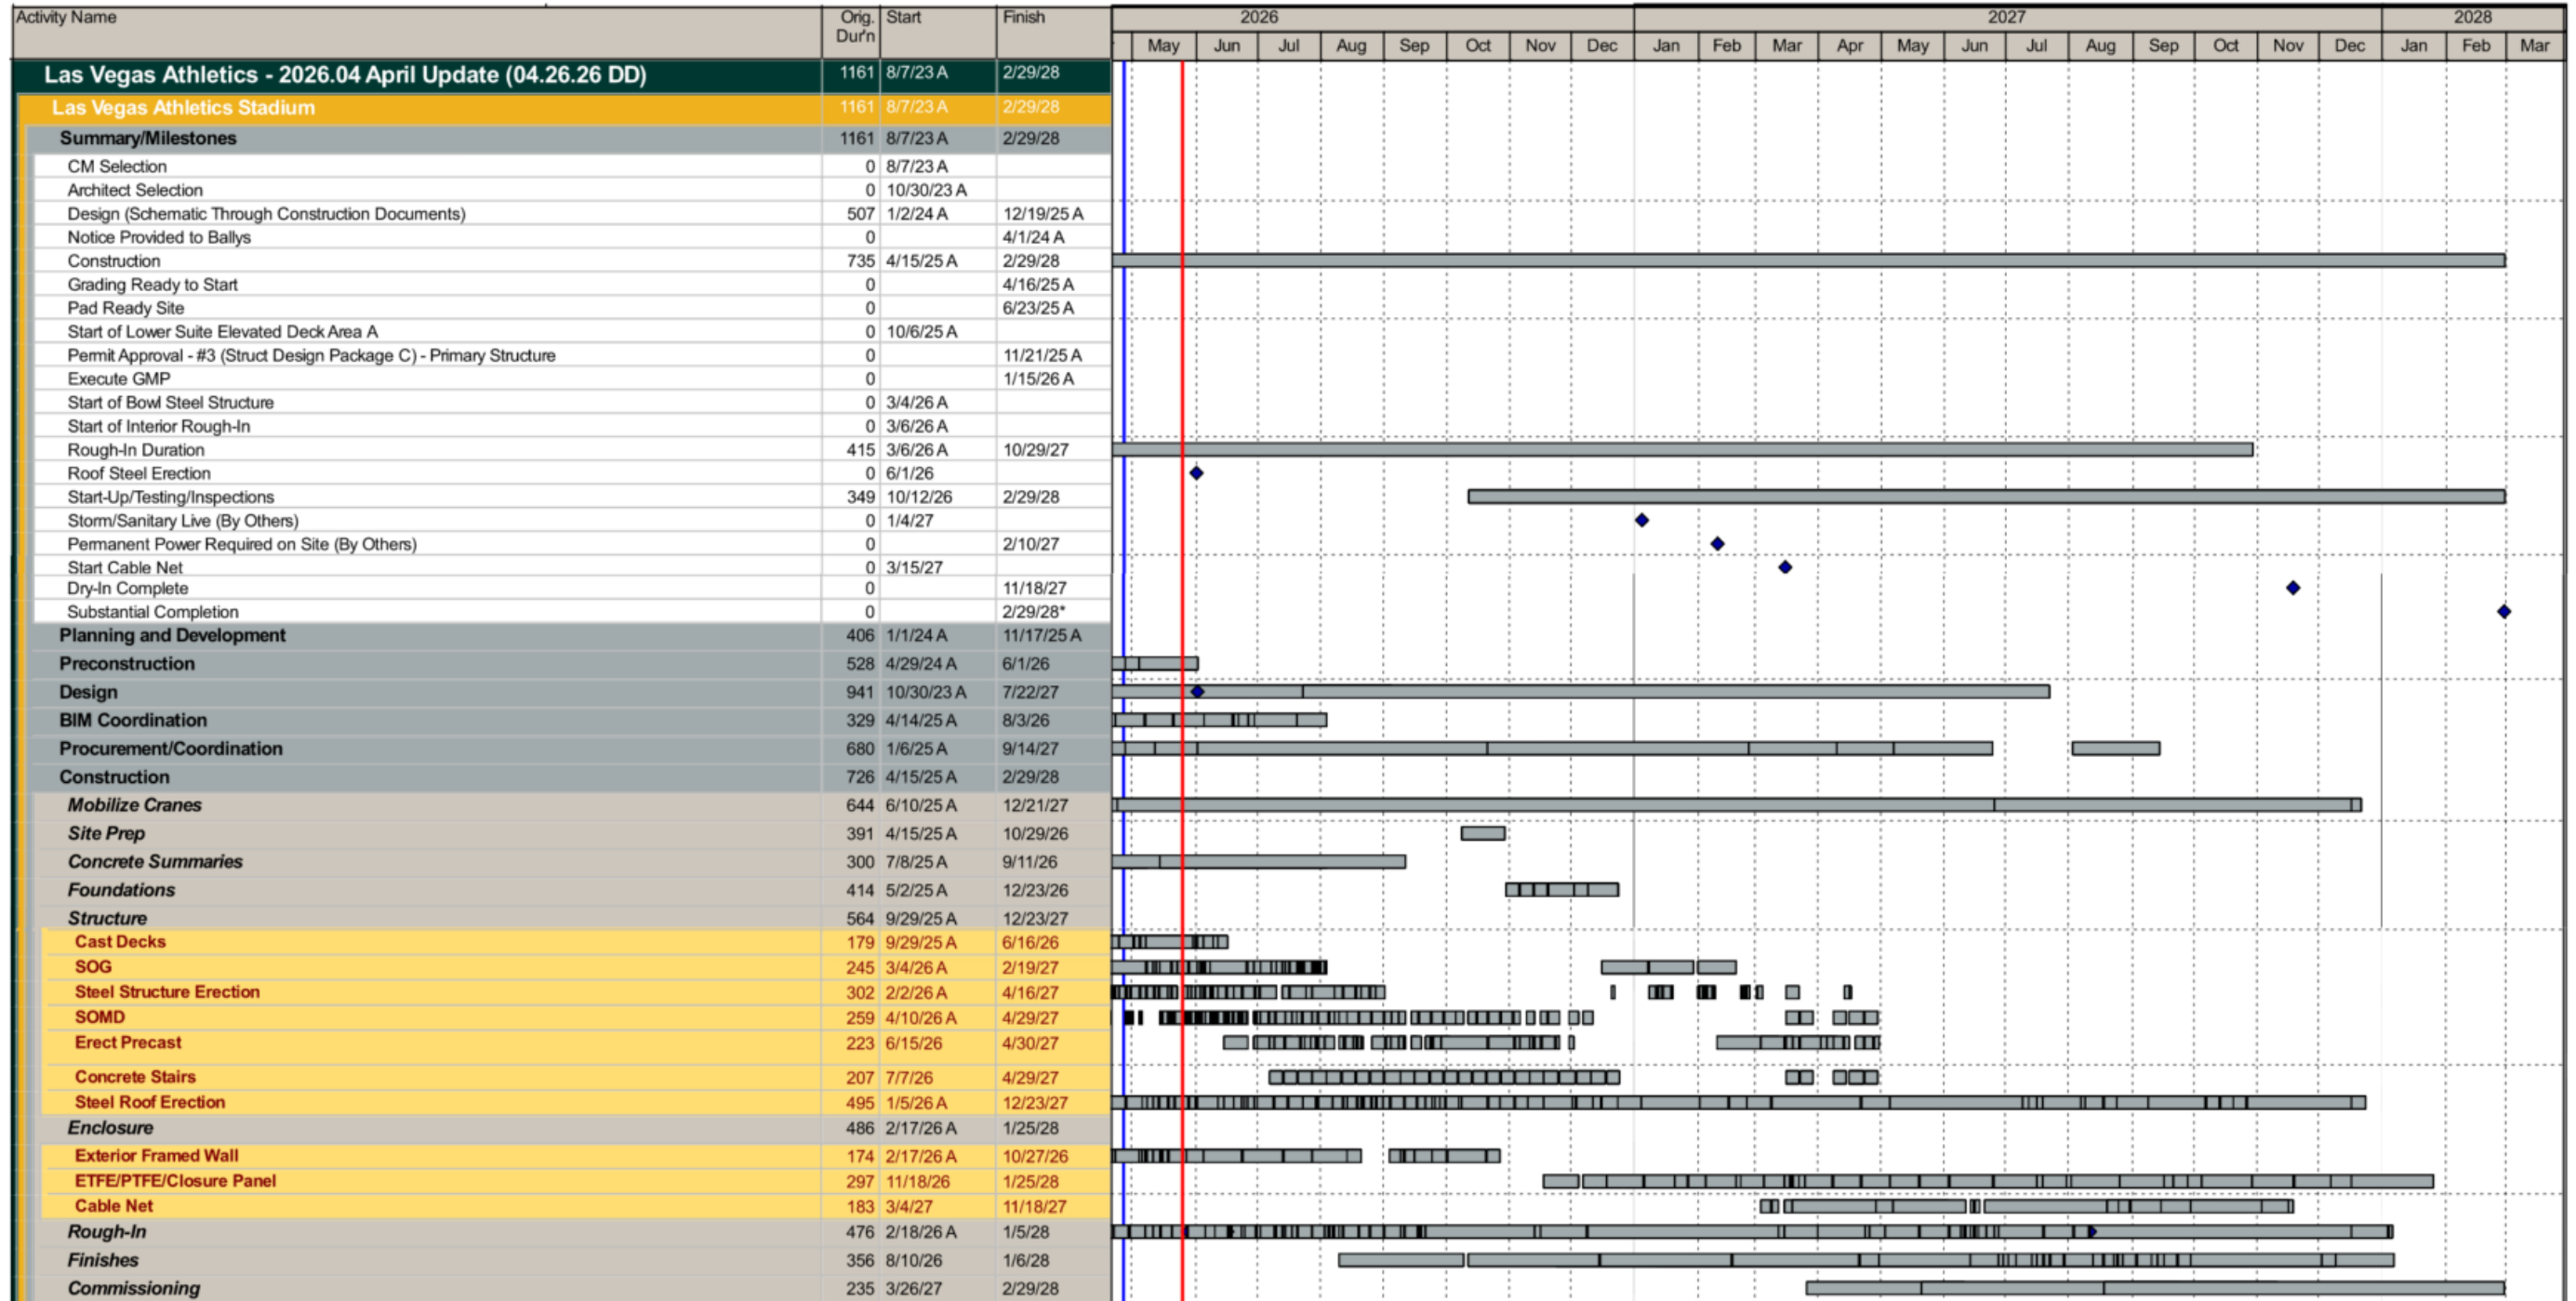 Activity Name Orig. Dur'n Start Finish 2026 2027 2028
May Jun Jul Aug Sep Oct Nov Dec Jan Feb Mar Apr May Jun Jul Aug Sep Oct Nov Dec Jan Feb Mar
Las Vegas Athletics - 2026.04 April Update (04.26.26 DD) 1161 8/7/23 A 2/29/28
Las Vegas Athletics Stadium 1161 8/7/23 A 2/29/28
Summary/Milestones 1161 8/7/23 A 2/29/28
CM Selection 0 8/7/23 A
Architect Selection 0 10/30/23 A
Design (Schematic Through Construction Documents) 507 1/2/24 A 12/19/25 A
Notice Provided to Ballys 0 4/1/24 A
Construction 735 4/15/25 A 2/29/28
Grading Ready to Start 0 4/16/25 A
Pad Ready Site 0 6/23/25 A
Start of Lower Suite Elevated Deck Area A 0 10/6/25 A
Permit Approval - #3 (Struct Design Package C) - Primary Structure 0 11/21/25 A
Execute GMP 0 1/15/26 A
Start of Bowl Steel Structure 0 3/4/26 A
Start of Interior Rough-In 0 3/6/26 A
Rough-In Duration 415 3/6/26 A 10/29/27
Roof Steel Erection 0 6/1/26
Start-Up/Testing/Inspections 349 10/12/26 2/29/28
Storm/Sanitary Live (By Others) 0 1/4/27
Permanent Power Required on Site (By Others) 0 2/10/27
Start Cable Net 0 3/15/27
Dry-In Complete 0 11/18/27
Substantial Completion 0 2/29/28*
Planning and Development 406 1/1/24 A 11/17/25 A
Preconstruction 528 4/29/24 A 6/1/26
Design 941 10/30/23 A 7/22/27
BIM Coordination 329 4/14/25 A 8/3/26
Procurement/Coordination 680 1/6/25 A 9/14/27
Construction 726 4/15/25 A 2/29/28
Mobilize Cranes 644 6/10/25 A 12/21/27
Site Prep 391 4/15/25 A 10/29/26
Concrete Summaries 300 7/8/25 A 9/11/26
Foundations 414 5/2/25 A 12/23/26
Structure 564 9/29/25 A 12/23/27
Cast Decks 179 9/29/25 A 6/16/26
SOG 245 3/4/26 A 2/19/27
Steel Structure Erection 302 2/2/26 A 4/16/27
SOMD 259 4/10/26 A 4/29/27
Erect Precast 223 6/15/26 4/30/27
Concrete Stairs 207 7/7/26 4/29/27
Steel Roof Erection 495 1/5/26 A 12/23/27
Enclosure 486 2/17/26 A 1/25/28
Exterior Framed Wall 174 2/17/26 A 10/27/26
ETFE/PTFE/Closure Panel 297 11/18/26 1/25/28
Cable Net 183 3/4/27 11/18/27
Rough-In 476 2/18/26 A 1/5/28
Finishes 356 8/10/26 1/6/28
Commissioning 235 3/26/27 2/29/28